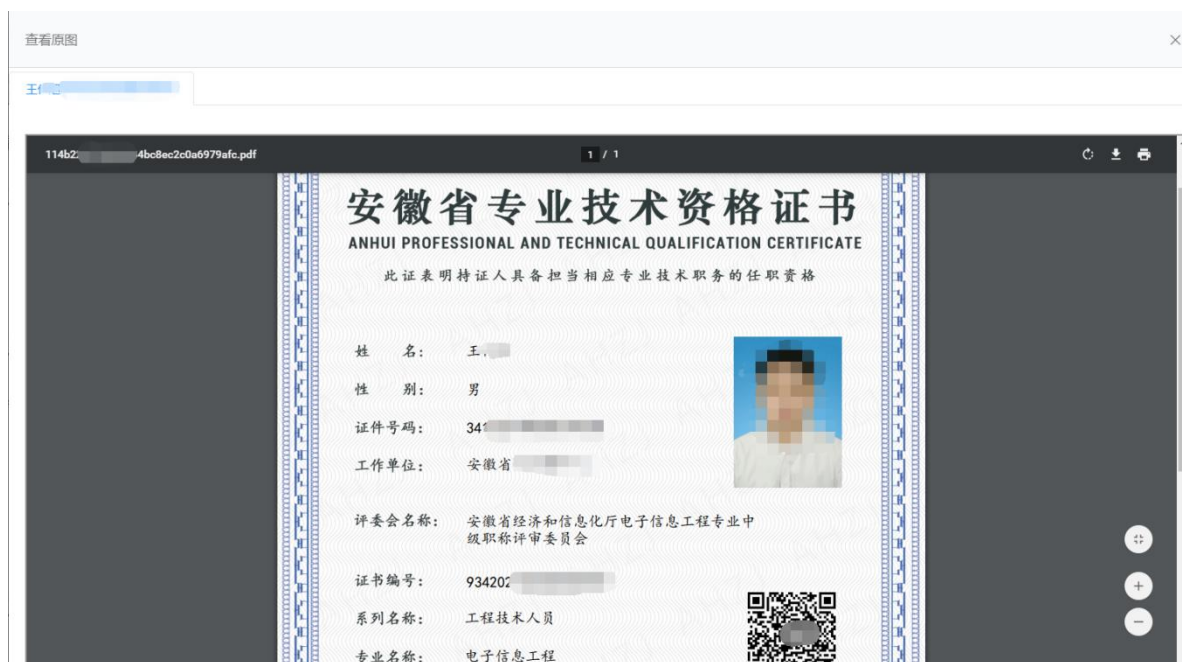 查看原图
王
114b2 4bc8ec2c0a6979afc.pdf
1 / 1
安徽省专业技术资格证书
ANHUI PROFESSIONAL AND TECHNICAL QUALIFICATION CERTIFICATE
此证表明持证人具备担当相应专业技术职务的任职资格
姓 名： 王
性 别： 男
证件号码： 341
工作单位： 安徽省
评委会名称： 安徽省经济和信息化厅电子信息工程专业中
级职称评审委员会
证书编号： 934202
系列名称： 工程技术人员
专业名称： 电子信息工程